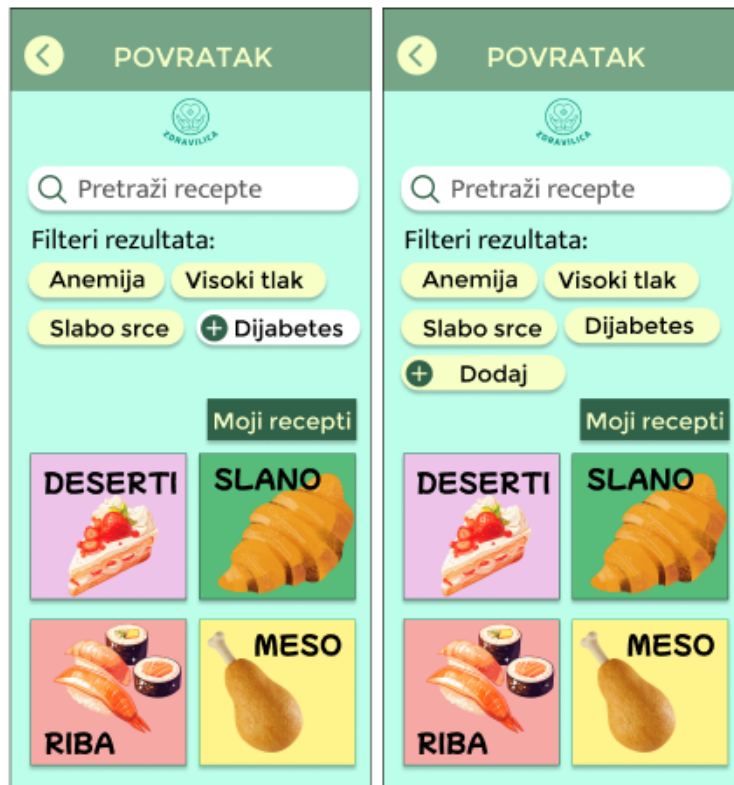 POVRATAK
ZDRAVILICA
Pretraži recepte
Filteri rezultata:
Anemija Visoki tlak
Slabo srce Dijabetes
Moji recepti
DESERTI SLANO
MESO
RIBA
POVRATAK
ZDRAVILICA
Pretraži recepte
Filteri rezultata:
Anemija Visoki tlak
Slabo srce Dijabetes
Dodaj
Moji recepti
DESERTI SLANO
MESO
RIBA